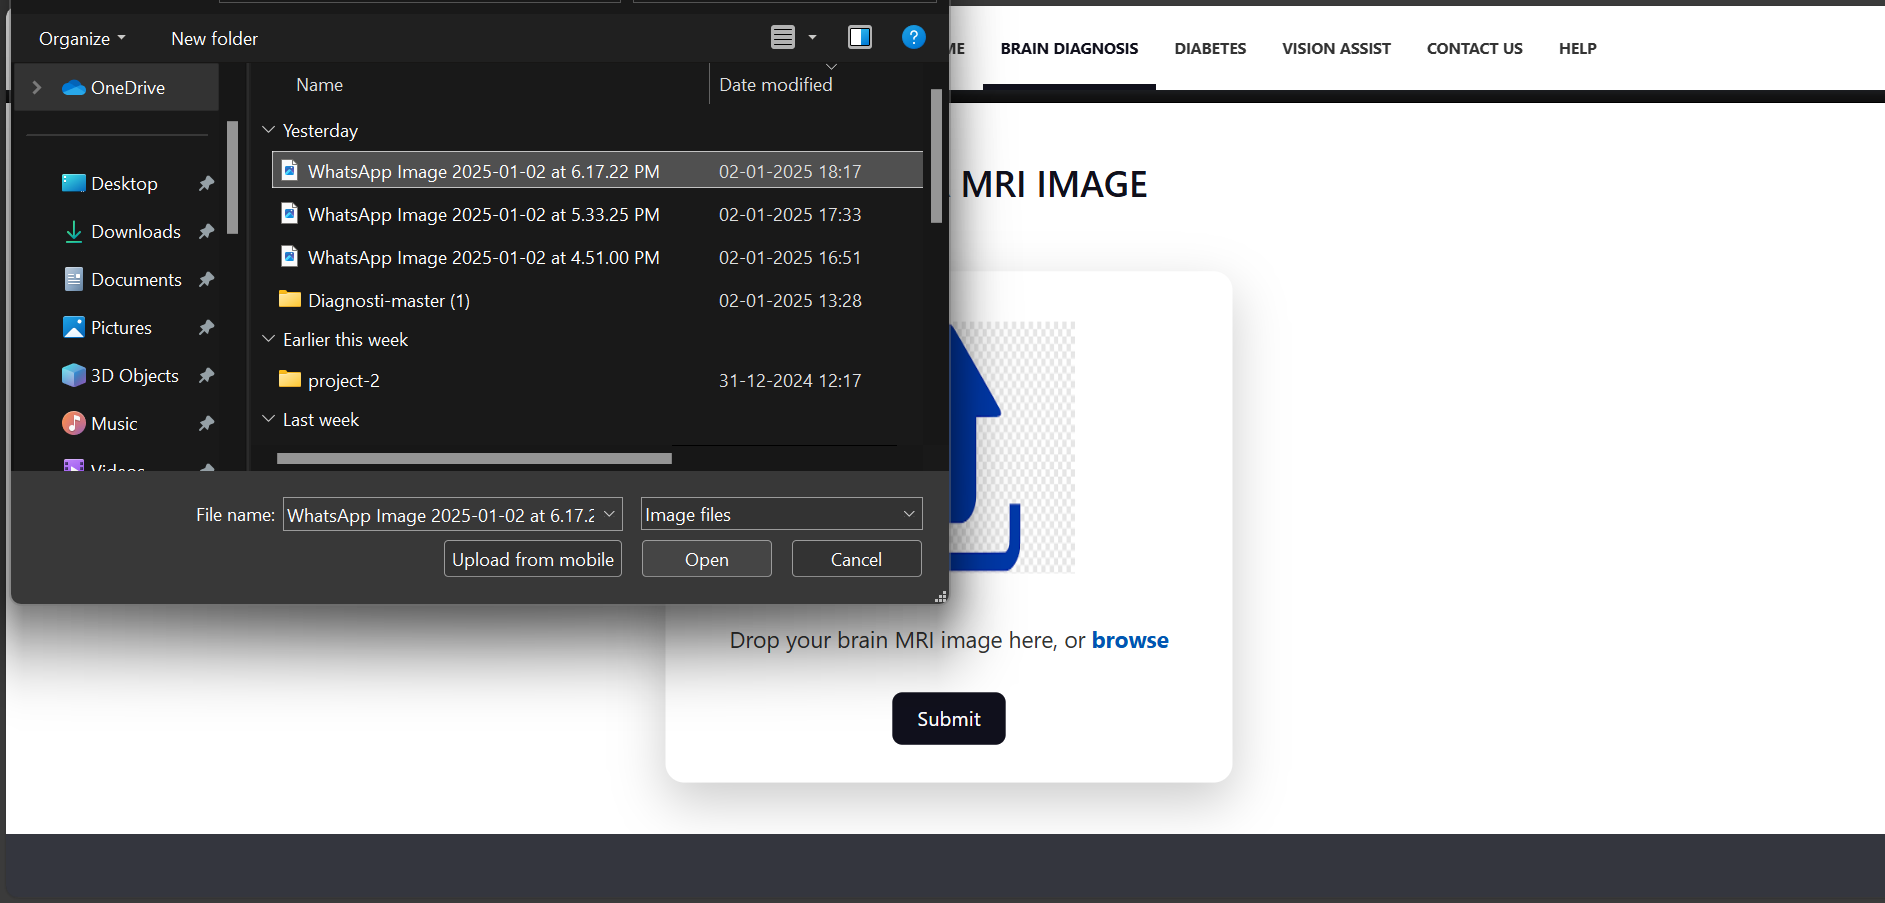 Organize
New folder
ME
BRAIN DIAGNOSIS
DIABETES
VISION ASSIST
CONTACT US
HELP
OneDrive
Desktop
Downloads
Documents
Pictures
3D Objects
Music
Videos
Name
Date modified
Yesterday
WhatsApp Image 2025-01-02 at 6.17.22 PM 02-01-2025 18:17
WhatsApp Image 2025-01-02 at 5.33.25 PM 02-01-2025 17:33
WhatsApp Image 2025-01-02 at 4.51.00 PM 02-01-2025 16:51
Diagnosti-master (1) 02-01-2025 13:28
Earlier this week
project-2 31-12-2024 12:17
Last week
File name: WhatsApp Image 2025-01-02 at 6.17.2 Image files
Upload from mobile
Open
Cancel
MRI IMAGE
Drop your brain MRI image here, or browse
Submit